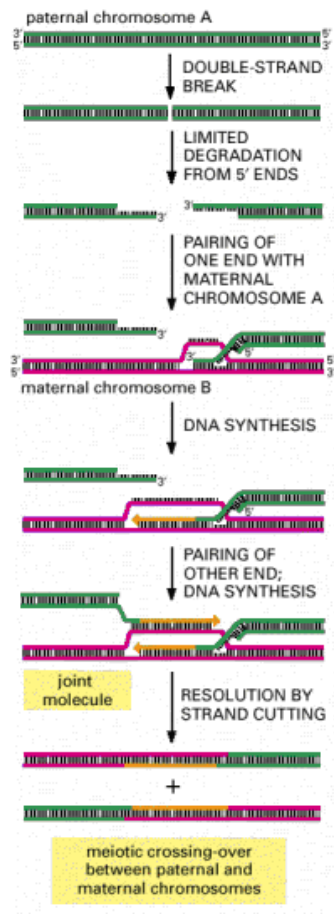 paternal chromosome A
3′ 5′
5′ 3′
DOUBLE-STRAND
BREAK
LIMITED
DEGRADATION
FROM 5′ ENDS
3′
3′
PAIRING OF
ONE END WITH
MATERNAL
CHROMOSOME A
3′
3′ 3′ 5′ 5′
5′ 3′
maternal chromosome B
DNA SYNTHESIS
3′
5′
PAIRING OF
OTHER END;
DNA SYNTHESIS
joint
molecule
RESOLUTION BY
STRAND CUTTING
+
meiotic crossing-over
between paternal and
maternal chromosomes